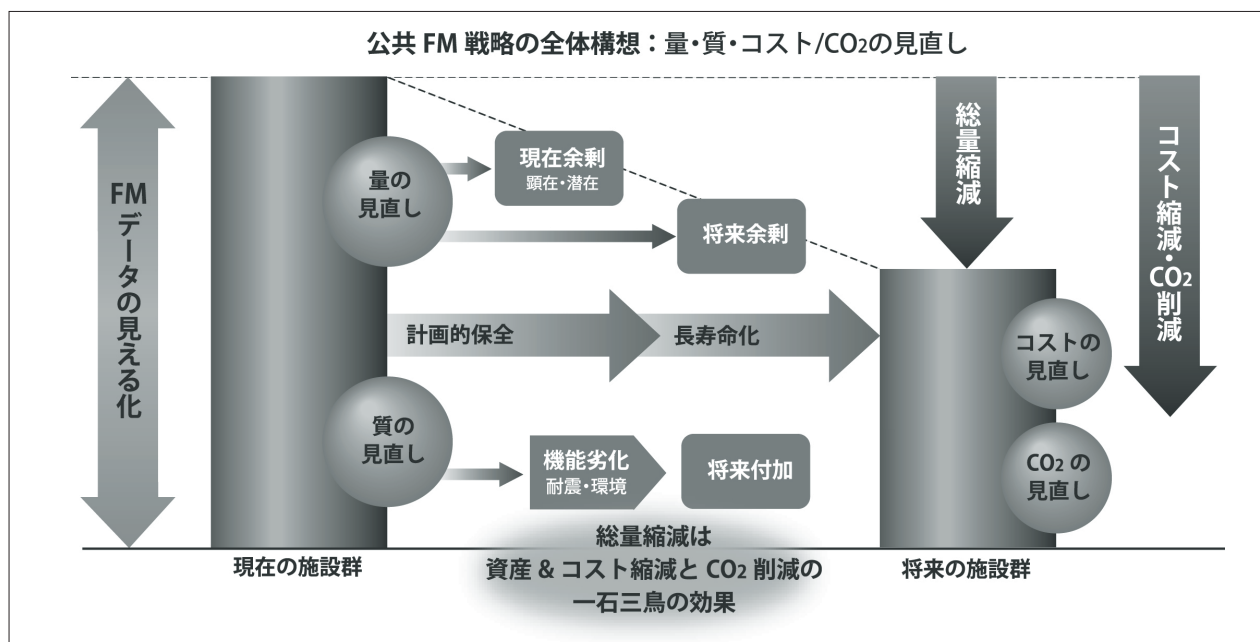 公共 FM 戦略の全体構想：量・質・コスト/CO2の見直し
FMデータの見える化
量の
見直し
現在余剰
顕在・潜在
将来余剰
総量縮減
コスト縮減・CO2削減
計画的保全
長寿命化
コストの
見直し
質の
見直し
機能劣化
耐震・環境
将来付加
CO2 の
見直し
現在の施設群
総量縮減は
資産 & コスト縮減と CO2 削減の
一石三鳥の効果
将来の施設群